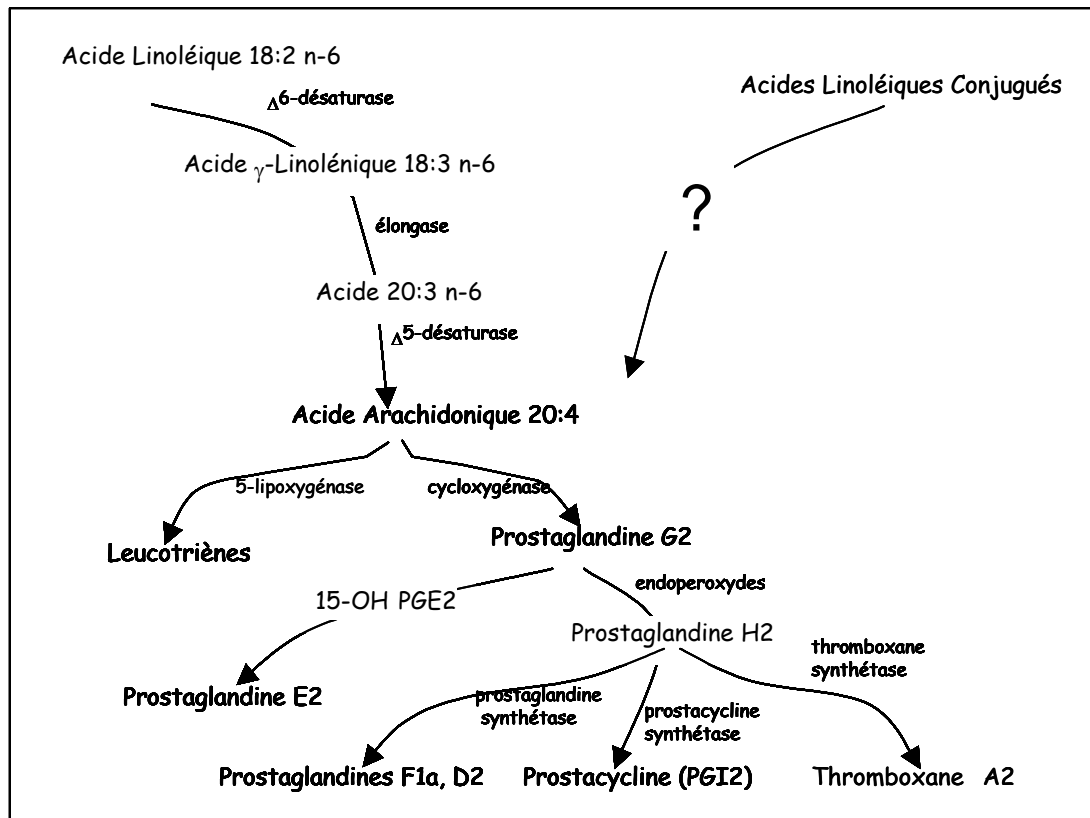 Acide Linoléique 18:2 n-6
Acides Linoléiques Conjugués
Δ6-désaturase
Acide γ-Linolénique 18:3 n-6
?
élongase
Acide 20:3 n-6
Δ5-désaturase
Acide Arachidonique 20:4
5-lipoxygénase
cycloxygénase
Prostaglandine G2
Leucotriènes
endoperoxydes
15-OH PGE2
Prostaglandine H2
thromboxane
synthétase
Prostaglandine E2
prostaglandine
synthétase
prostacycline
synthétase
Prostaglandines F1a, D2
Prostacycline (PGI2)
Thromboxane A2